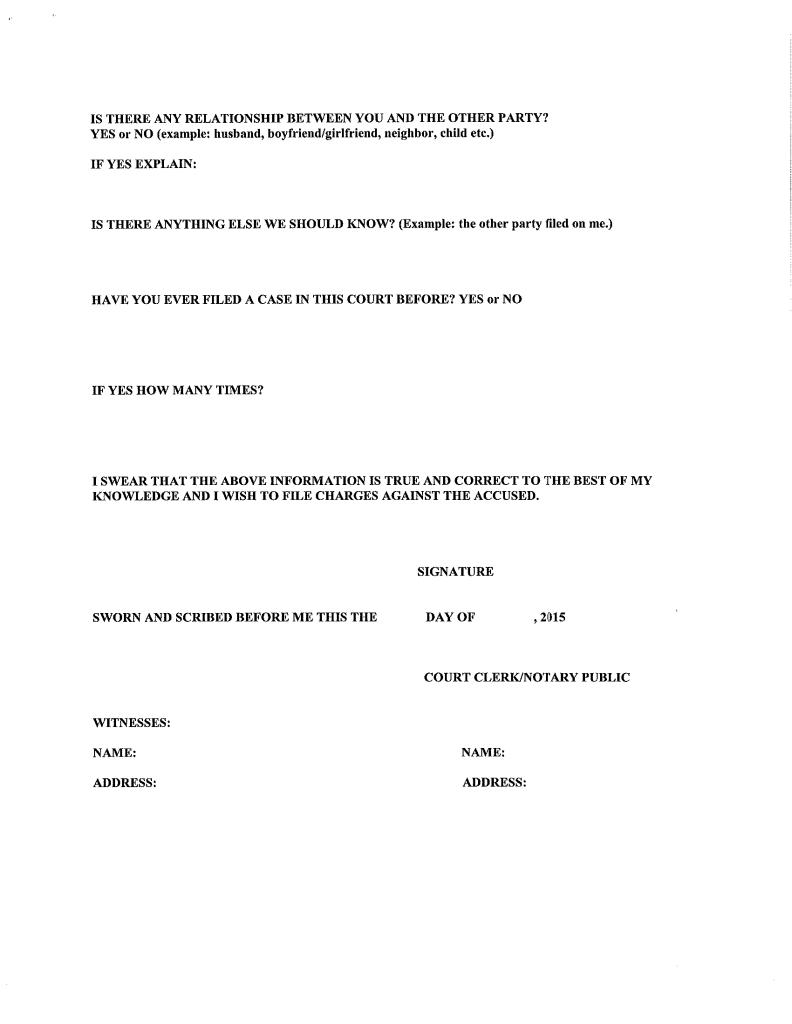 IS THERE ANY RELATIONSHIP BETWEEN YOU AND THE OTHER PARTY?
YES or NO (example: husband, boyfriend/girlfriend, neighbor, child etc.)
IF YES EXPLAIN:
IS THERE ANYTHING ELSE WE SHOULD KNOW? (Example: the other party filed on me.)
HAVE YOU EVER FILED A CASE IN THIS COURT BEFORE? YES or NO
IF YES HOW MANY TIMES?
I SWEAR THAT THE ABOVE INFORMATION IS TRUE AND CORRECT TO THE BEST OF MY
KNOWLEDGE AND I WISH TO FILE CHARGES AGAINST THE ACCUSED.
SIGNATURE
SWORN AND SCRIBED BEFORE ME THIS THE DAY OF , 2015
COURT CLERK/NOTARY PUBLIC
WITNESSES:
NAME: NAME:
ADDRESS: ADDRESS: